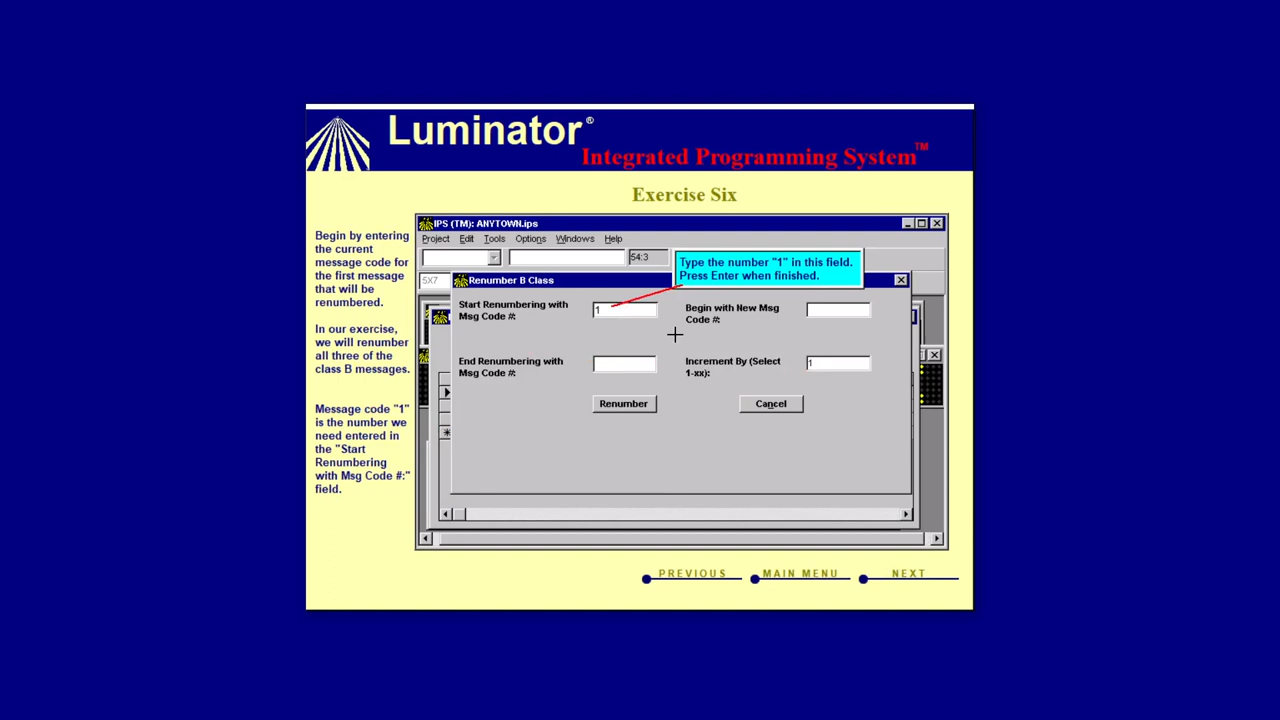 Luminator®
Integrated Programming System™
Exercise Six
Begin by entering
the current
message code for
the first message
that will be
renumbered.
In our exercise,
we will renumber
all three of the
class B messages.
Message code "1"
is the number we
need entered in
the "Start
Renumbering
with Msg Code #:"
field.
IPS (TM): ANYTOWN.ips
Project Edit Tools Options Windows Help
54:3
Type the number "1" in this field.
Press Enter when finished.
5X7
Renumber B Class
Start Renumbering with
Msg Code #:
1
Begin with New Msg
Code #:
End Renumbering with
Msg Code #:
Increment By (Select
1-xx):
1
Renumber
Cancel
PREVIOUS
MAIN MENU
NEXT